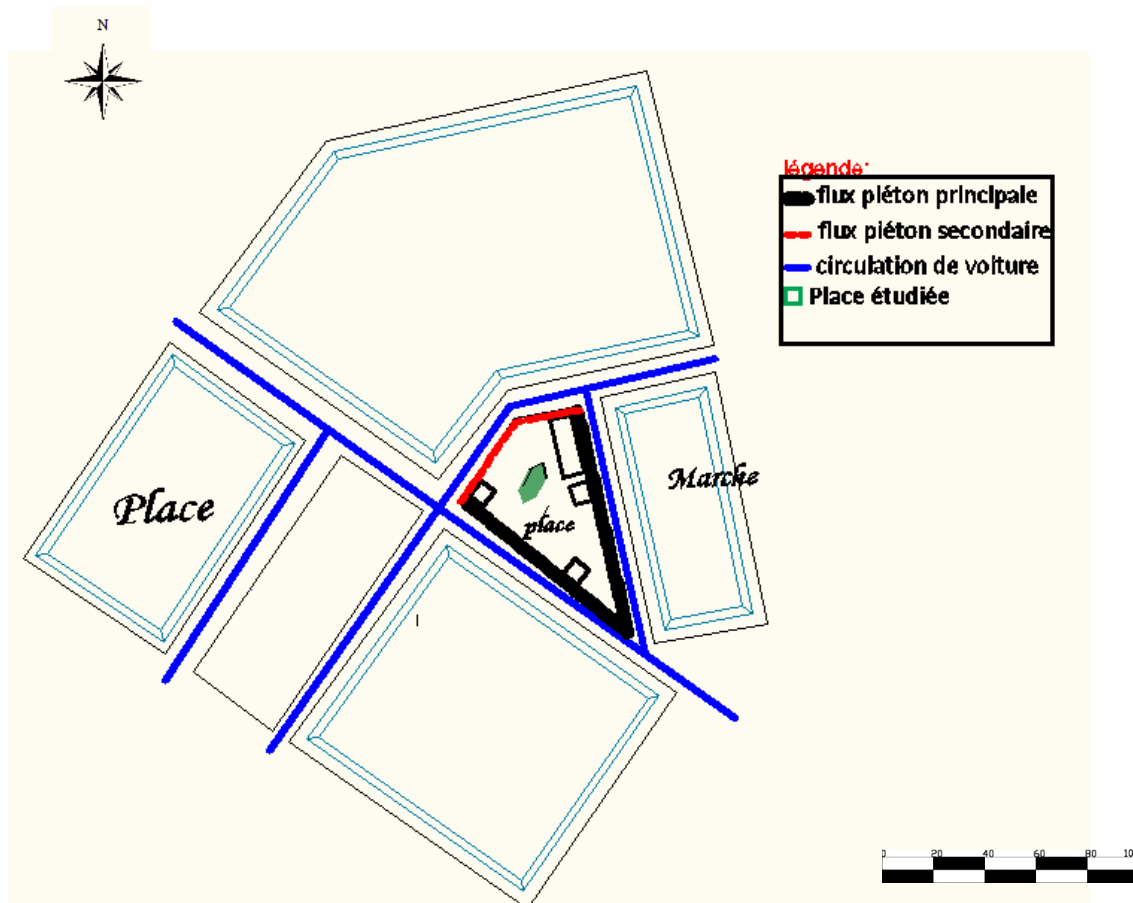 N
légende:
flux piéton principale
flux piéton secondaire
circulation de voiture
Place étudiée
Marche
Place
place
0 20 40 60 80 10